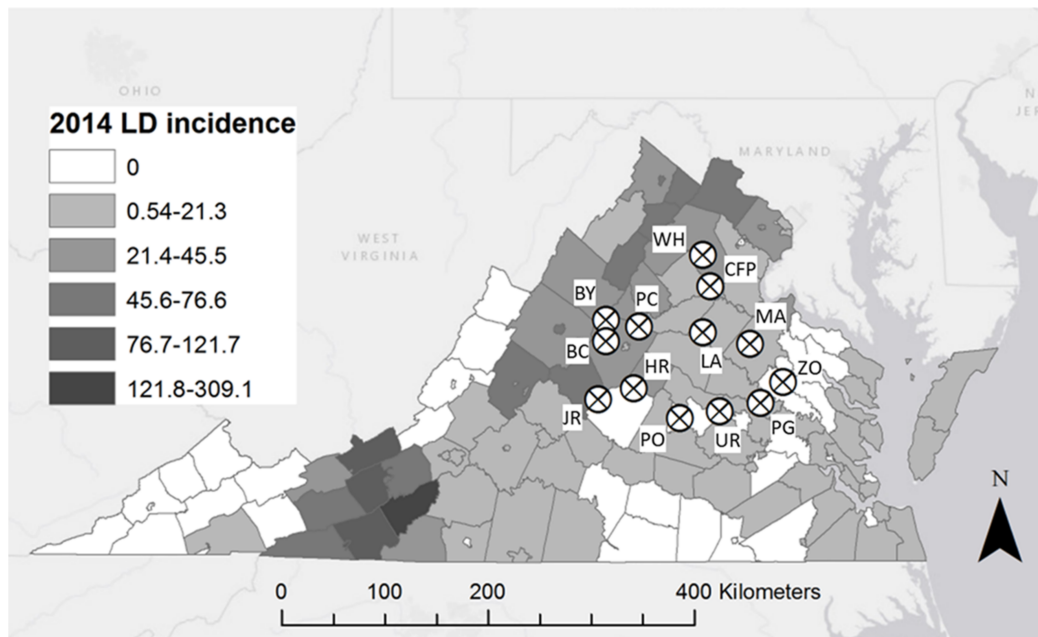 OHIO
2014 LD incidence
0
0.54-21.3
21.4-45.5
45.6-76.6
76.7-121.7
121.8-309.1
N
JER
MARYLAND
WEST
VIRGINIA
WH
CFP
BY
PC
MA
BC
LA
ZO
HR
JR
PO
UR
PG
N
0 100 200 400 Kilometers